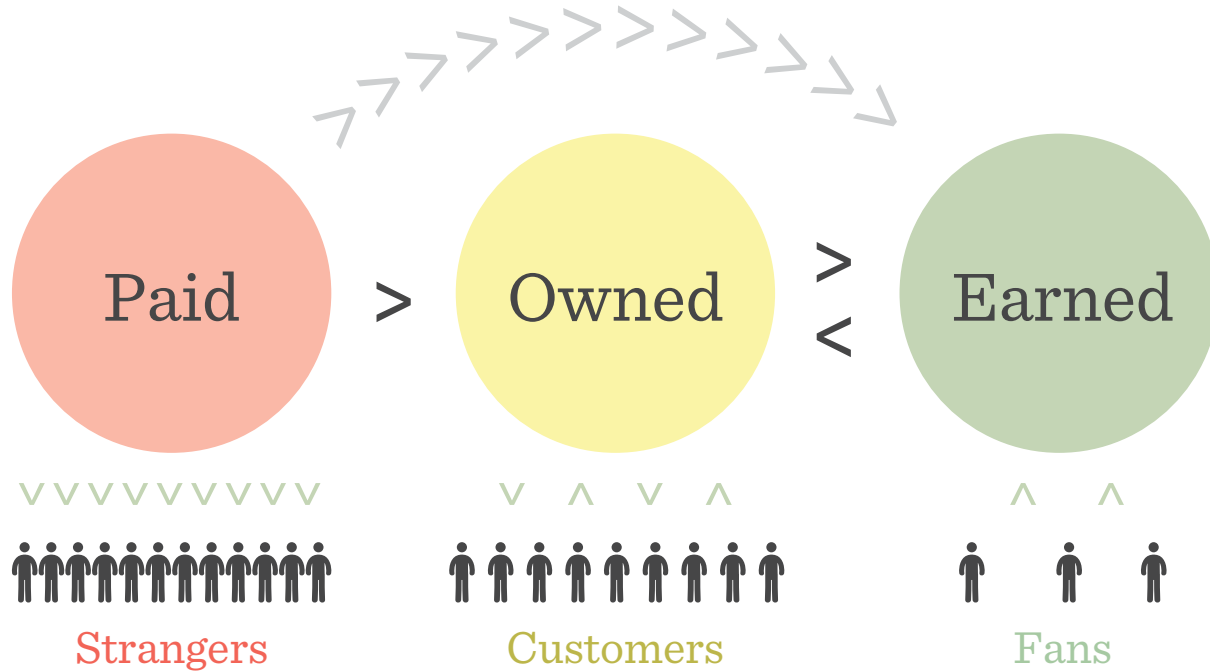 Paid
>
Owned
>
<
Earned
Strangers
Customers
Fans